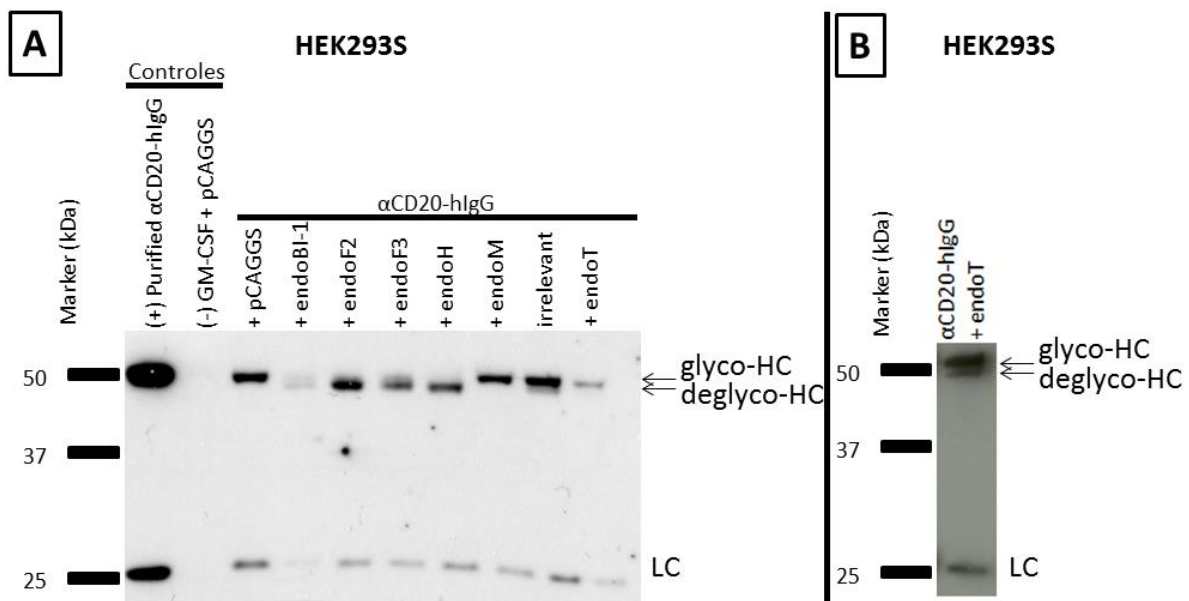 A
HEK293S
Controles
Marker (kDa)
(+) Purified αCD20-hIgG
(-) GM-CSF + pCAGGS
αCD20-hIgG
+ pCAGGS
+ endoBI-1
+ endoF2
+ endoF3
+ endoH
+ endoM
irrelevant
+ endoT
50
37
25
glyco-HC
deglyco-HC
LC
B
HEK293S
Marker (kDa)
αCD20-hIgG
+ endoT
50
37
25
glyco-HC
deglyco-HC
LC